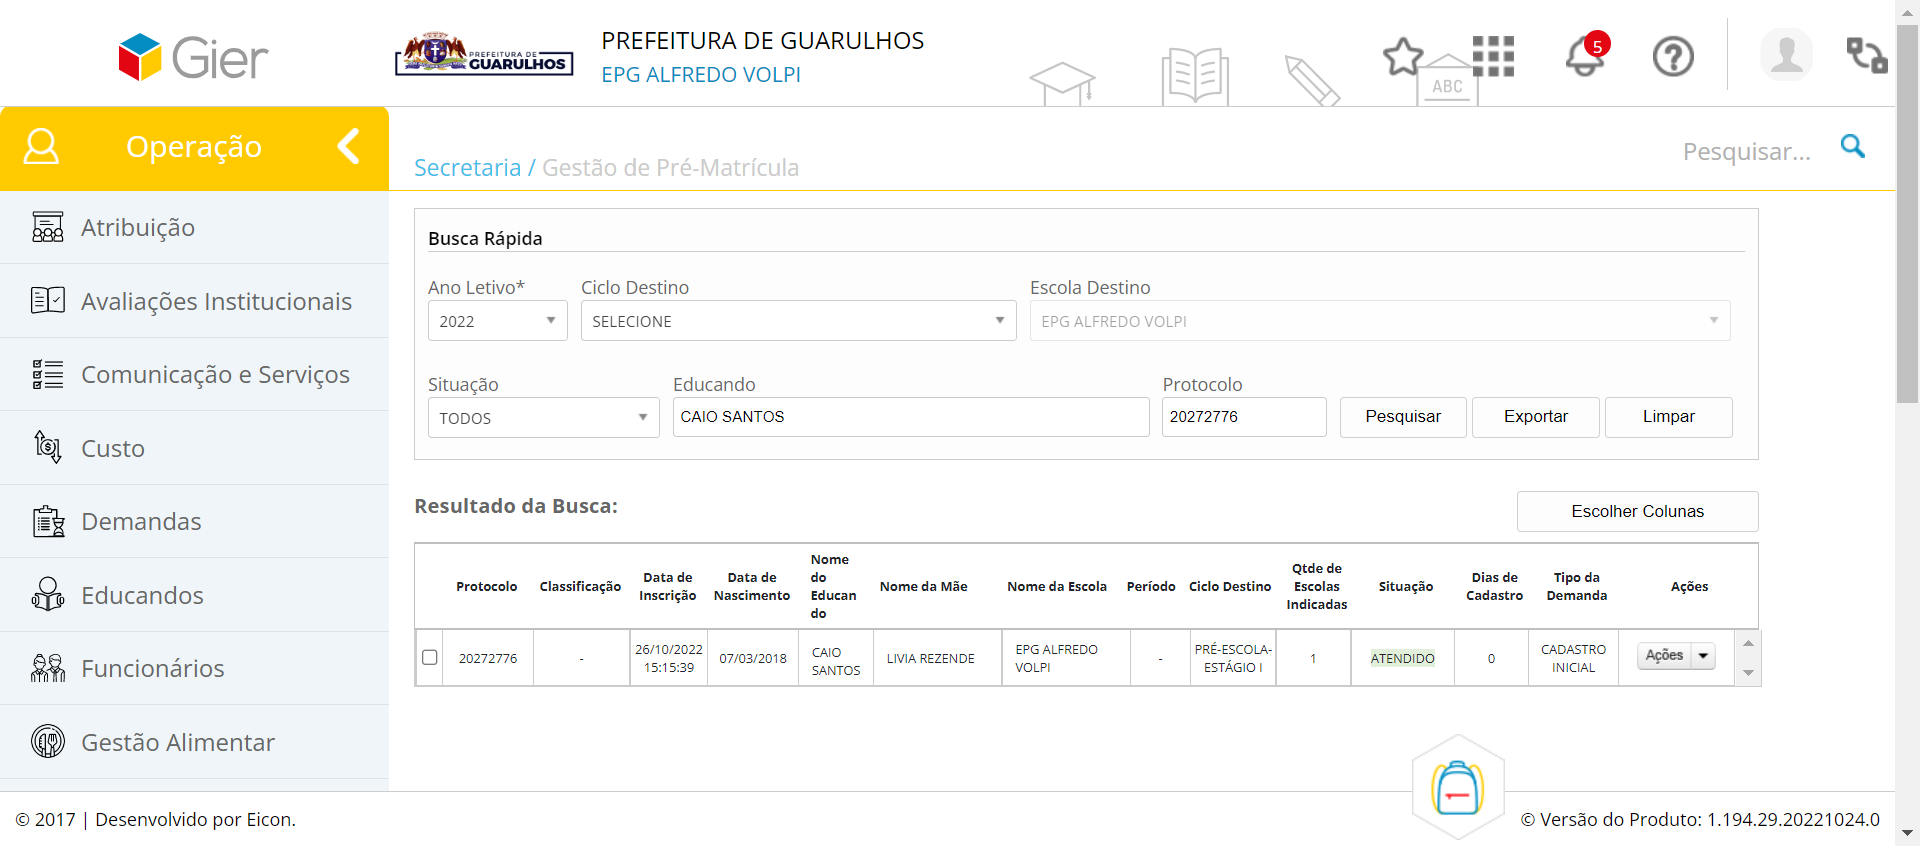 Gier
PREFEITURA DE
GUARULHOS
PREFEITURA DE GUARULHOS
EPG ALFREDO VOLPI
ABC
5
Operação
Secretaria / Gestão de Pré-Matrícula
Pesquisar...
Atribuição
Avaliações Institucionais
Comunicação e Serviços
Custo
Demandas
Educandos
Funcionários
Gestão Alimentar
Busca Rápida
Ano Letivo*
Ciclo Destino
Escola Destino
2022
SELECIONE
EPG ALFREDO VOLPI
Situação
Educando
Protocolo
TODOS
CAIO SANTOS
20272776
Pesquisar
Exportar
Limpar
Resultado da Busca:
Escolher Colunas
Protocolo
Classificação
Data de
Inscrição
Data de
Nascimento
Nome
do
Educan
do
Nome da Mãe
Nome da Escola
Período
Ciclo Destino
Qtde de
Escolas
Indicadas
Situação
Dias de
Cadastro
Tipo da
Demanda
Ações
20272776
-
26/10/2022
15:15:39
07/03/2018
CAIO
SANTOS
LIVIA REZENDE
EPG ALFREDO
VOLPI
-
PRÉ-ESCOLA-
ESTÁGIO I
1
ATENDIDO
0
CADASTRO
INICIAL
Ações
© 2017 | Desenvolvido por Eicon.
© Versão do Produto: 1.194.29.20221024.0